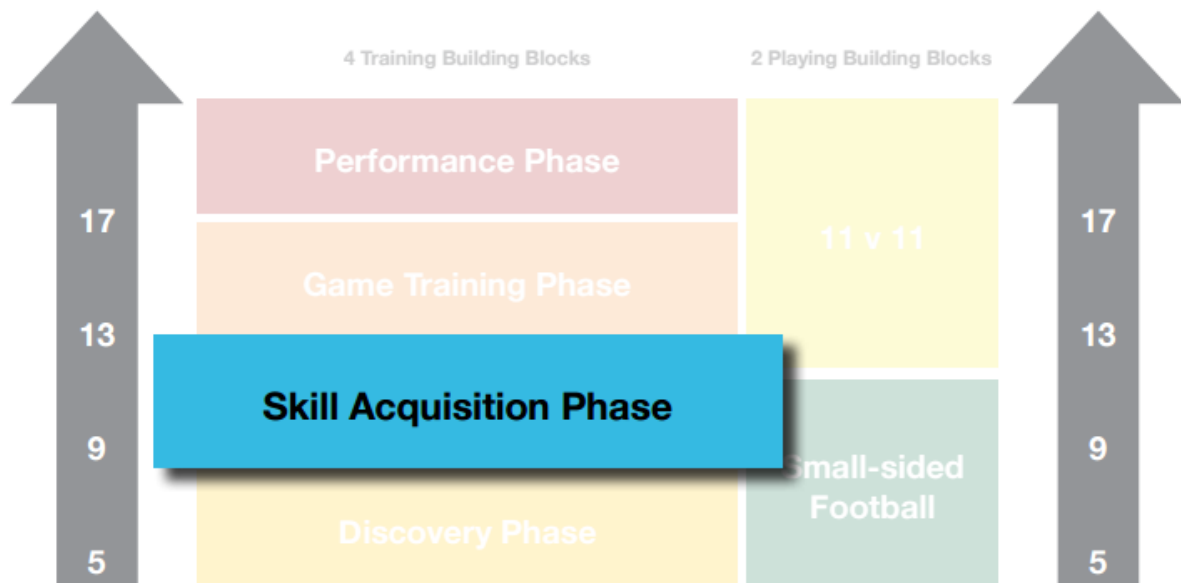 4 Training Building Blocks
2 Playing Building Blocks
Performance Phase
17
11 v 11
17
Game Training Phase
13
13
Skill Acquisition Phase
9
9
Small-sided
Football
Discovery Phase
5
5